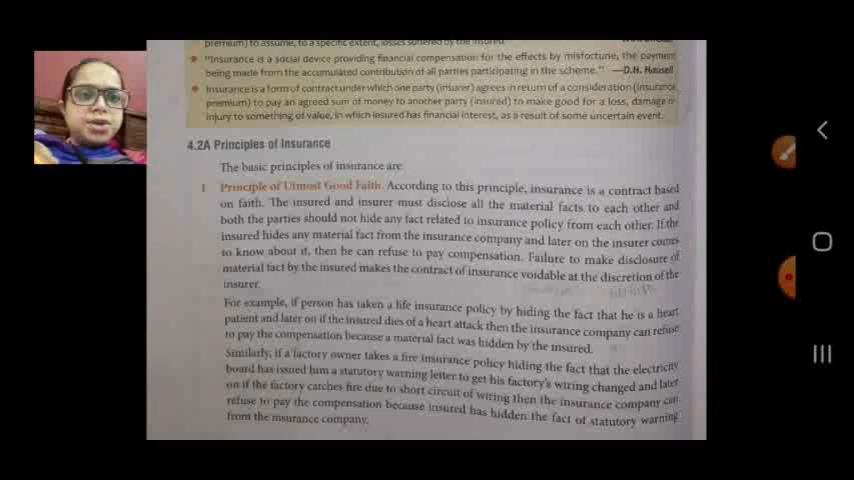 premium) to assume, to a specific extent, losses suffered by the insured.
"Insurance is a social device providing financial compensation for the effects by misfortune, the payment
being made from the accumulated contribution of all parties participating in the scheme." —D.H. Hausell
Insurance is a form of contract under which one party (insurer) agrees in return of a consideration (insurance
premium) to pay an agreed sum of money to another party (insured) to make good for a loss, damage or
injury to something of value, in which insured has financial interest, as a result of some uncertain event.
4.2A Principles of Insurance
The basic principles of insurance are
1 Principle of Utmost Good Faith. According to this principle, insurance is a contract based
on faith. The insured and insurer must disclose all the material facts to each other and
both the parties should not hide any fact related to insurance policy from each other. If the
insured hides any material fact from the insurance company and later on the insurer comes
to know about it, then he can refuse to pay compensation. Failure to make disclosure of
material fact by the insured makes the contract of insurance voidable at the discretion of the
insurer.
For example, if person has taken a life insurance policy by hiding the fact that he is a heart
patient and later on if the insured dies of a heart attack then the insurance company can refuse
to pay the compensation because a material fact was hidden by the insured.
Similarly, if a factory owner takes a fire insurance policy hiding the fact that the electricity
board has issued him a statutory warning letter to get his factory's wiring changed and later
on if the factory catches fire due to short circuit of wiring then the insurance company can
refuse to pay the compensation because insured has hidden the fact of statutory warning
from the insurance company.